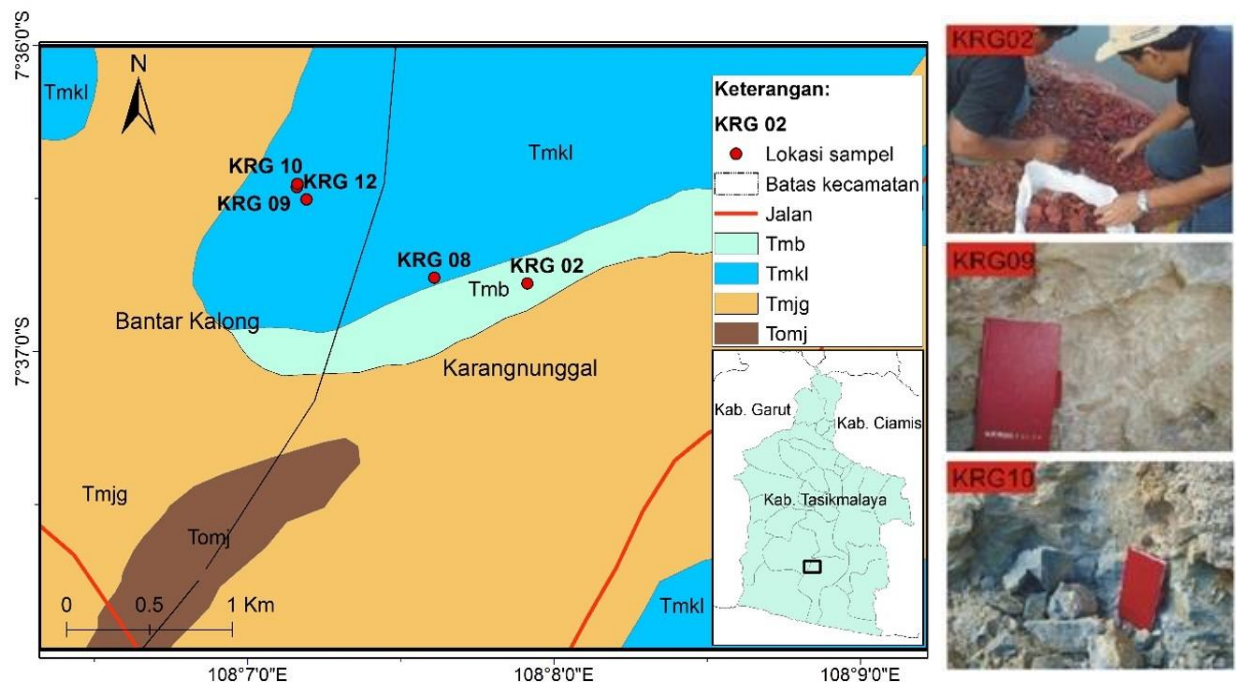 7°36'0"S
7°37'0"S
N
Tmkl
Tmkl
KRG 10
KRG 12
KRG 09
KRG 08
KRG 02
Tmb
Bantar Kalong
Karangnunggal
Tmjg
Tomj
Tmkl
0 0.5 1 Km
108°7'0"E
108°8'0"E
108°9'0"E
Keterangan:
KRG 02
Lokasi sampel
Batas kecamatan
Jalan
Tmb
Tmkl
Tmjg
Tomj
Kab. Garut
Kab. Ciamis
Kab. Tasikmalaya
KRG02
KRG09
KRG10